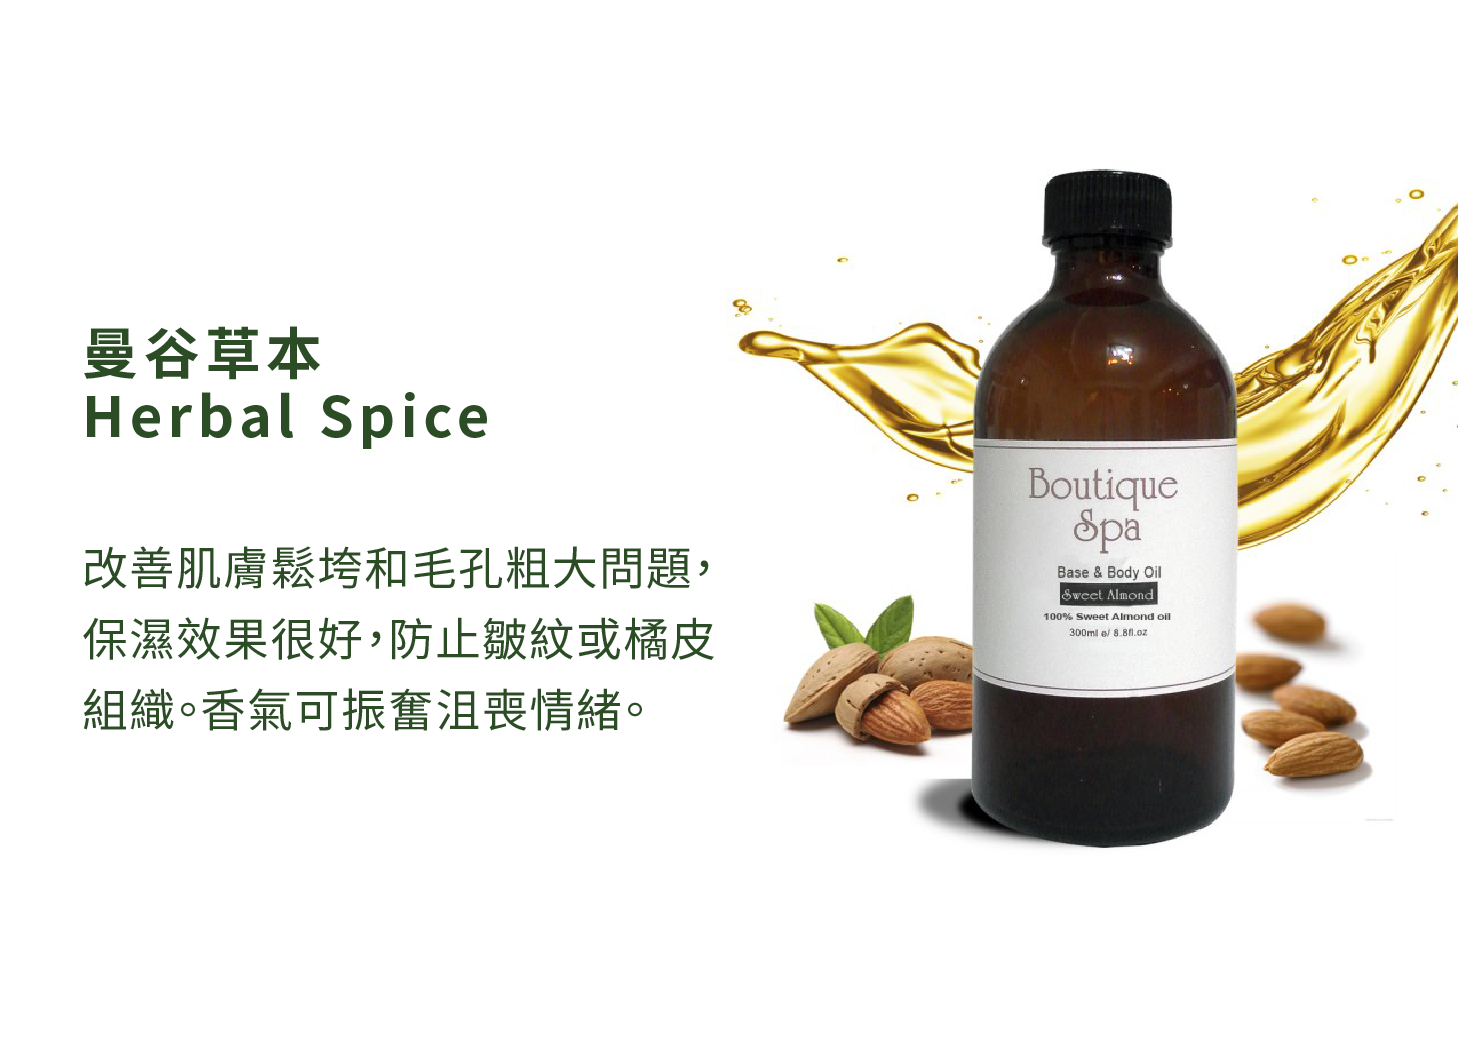 曼谷草本
Herbal Spice
改善肌膚鬆垮和毛孔粗大問題，
保濕效果很好，防止皺紋或橘皮
組織。香氣可振奮沮喪情緒。
Boutique
Spa
Base & Body Oil
Sweet Almond
100% Sweet Almond oil
300ml e/ 8.8fl.oz